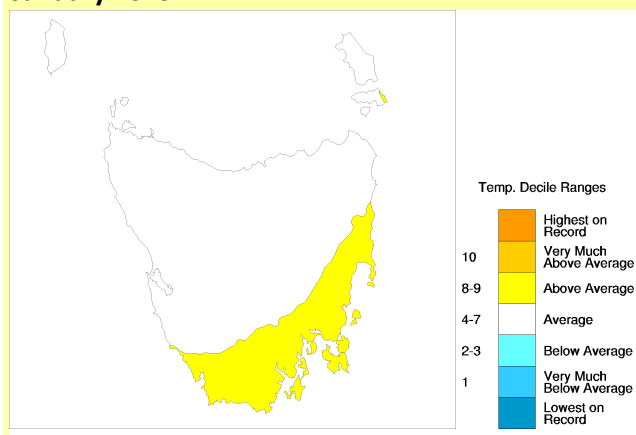 Temp. Decile Ranges
Highest on
Record
10
Very Much
Above Average
8-9
Above Average
4-7
Average
2-3
Below Average
1
Very Much
Below Average
Lowest on
Record